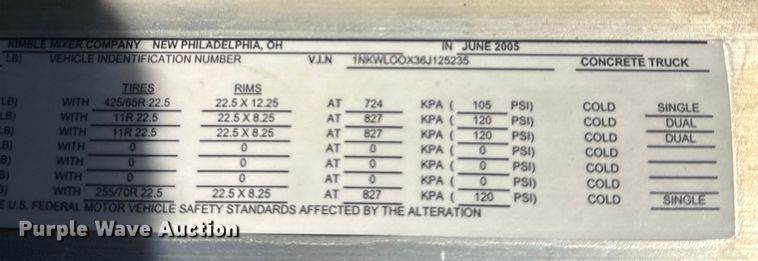 KIMBLE MIXER COMPANY NEW PHILADELPHIA, OH IN JUNE 2005
LB) VEHICLE INDENTIFICATION NUMBER V.I.N 1NKWLOOX36J125235 CONCRETE TRUCK
TIRES RIMS
LB) WITH 425/65R 22.5 22.5 X 12.25 AT 724 KPA ( 105 PSI) COLD SINGLE
LB) WITH 11R 22.5 22.5 X 8.25 AT 827 KPA ( 120 PSI) COLD DUAL
LB) WITH 11R 22.5 22.5 X 8.25 AT 827 KPA ( 120 PSI) COLD DUAL
B) WITH 0 0 AT 0 KPA ( 0 PSI) COLD
B) WITH 0 0 AT 0 KPA ( 0 PSI) COLD
B) WITH 0 0 AT 0 KPA ( 0 PSI) COLD
B) WITH 255/70R 22.5 22.5 X 8.25 AT 827 KPA ( 120 PSI) COLD SINGLE
E U.S. FEDERAL MOTOR VEHICLE SAFETY STANDARDS AFFECTED BY THE ALTERATION
Purple Wave Auction